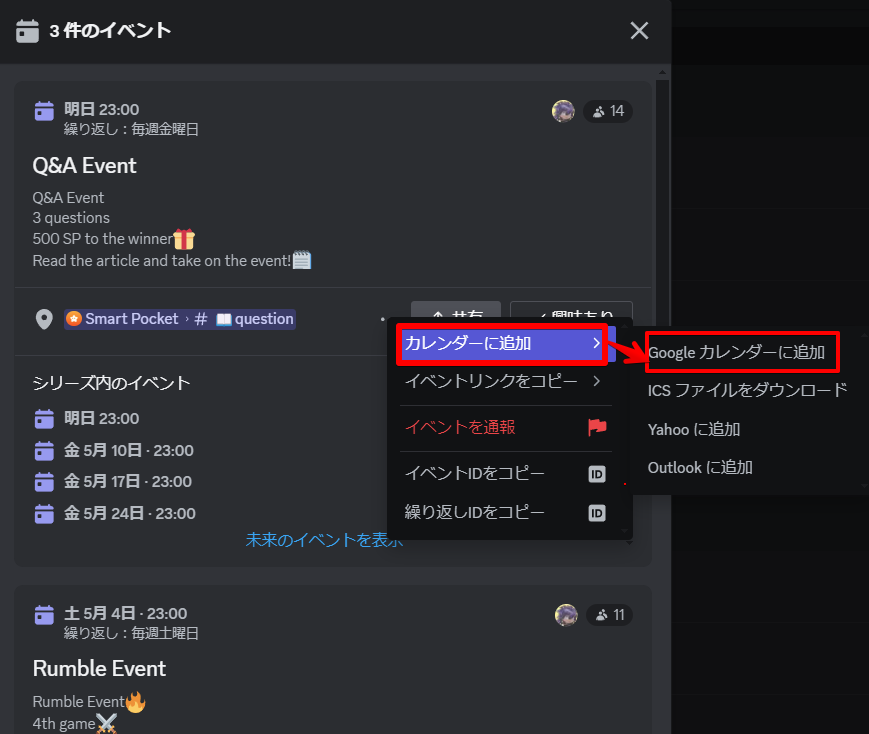 3 件のイベント
明日 23:00
繰り返し：毎週金曜日
14
Q&A Event
Q&A Event
3 questions
500 SP to the winner🎁
Read the article and take on the event!🗒️
Smart Pocket › # 📖 question
共有
興味あり
シリーズ内のイベント
明日 23:00
金 5月 10日 · 23:00
金 5月 17日 · 23:00
金 5月 24日 · 23:00
未来のイベントを表示
カレンダーに追加
イベントリンクをコピー
イベントを通報
イベントIDをコピー ID
繰り返しIDをコピー ID
Google カレンダーに追加
ICS ファイルをダウンロード
Yahoo に追加
Outlook に追加
土 5月 4日 · 23:00
繰り返し：毎週土曜日
11
Rumble Event
Rumble Event🔥
4th game⚔️